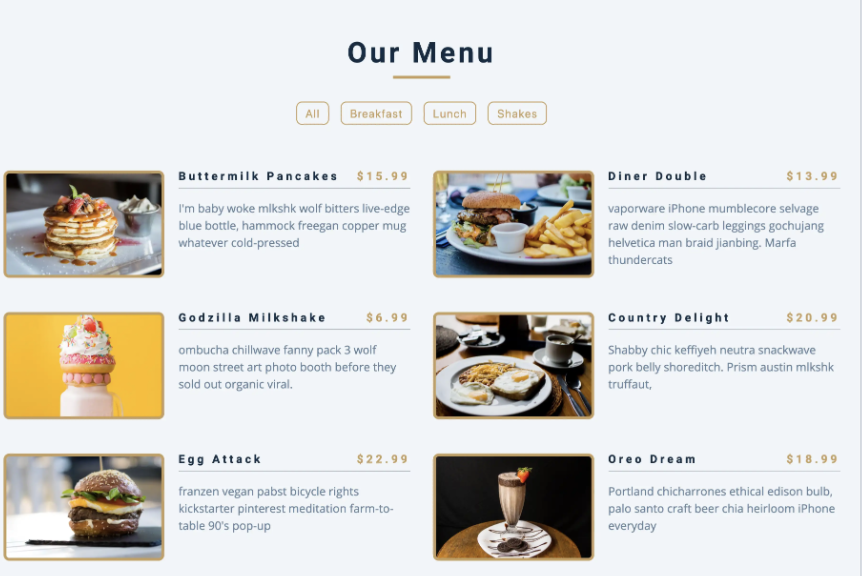 Our Menu
All Breakfast Lunch Shakes
Buttermilk Pancakes $15.99
I'm baby woke mlkshk wolf bitters live-edge
blue bottle, hammock freegan copper mug
whatever cold-pressed
Diner Double $13.99
vaporware iPhone mumblecore selvage
raw denim slow-carb leggings gochujang
helvetica man braid jianbing. Marfa
thundercats
Godzilla Milkshake $6.99
ombucha chillwave fanny pack 3 wolf
moon street art photo booth before they
sold out organic viral.
Country Delight $20.99
Shabby chic keffiyeh neutra snackwave
pork belly shoreditch. Prism austin mlkshk
truffaut,
Egg Attack $22.99
franzen vegan pabst bicycle rights
kickstarter pinterest meditation farm-to-
table 90's pop-up
Oreo Dream $18.99
Portland chicharrones ethical edison bulb,
palo santo craft beer chia heirloom iPhone
everyday